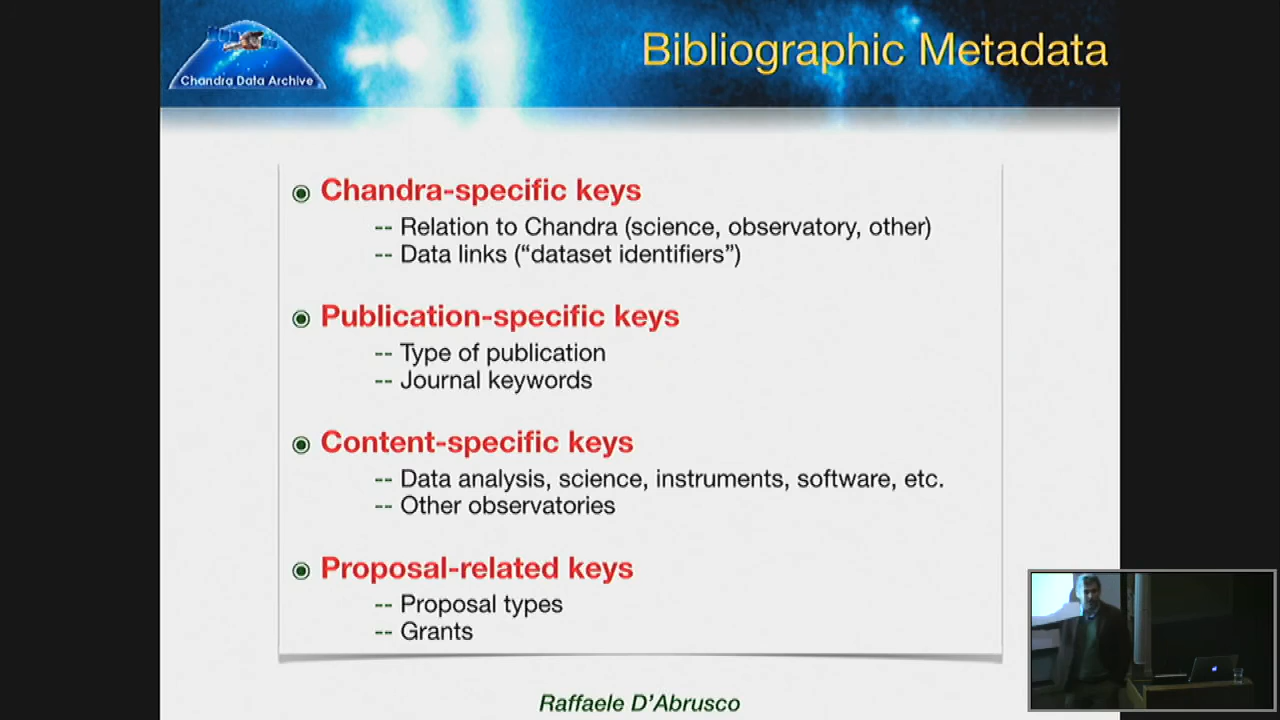 Chandra Data Archive
Bibliographic Metadata
Chandra-specific keys
-- Relation to Chandra (science, observatory, other)
-- Data links (“dataset identifiers”)
Publication-specific keys
-- Type of publication
-- Journal keywords
Content-specific keys
-- Data analysis, science, instruments, software, etc.
-- Other observatories
Proposal-related keys
-- Proposal types
-- Grants
Raffaele D’Abrusco